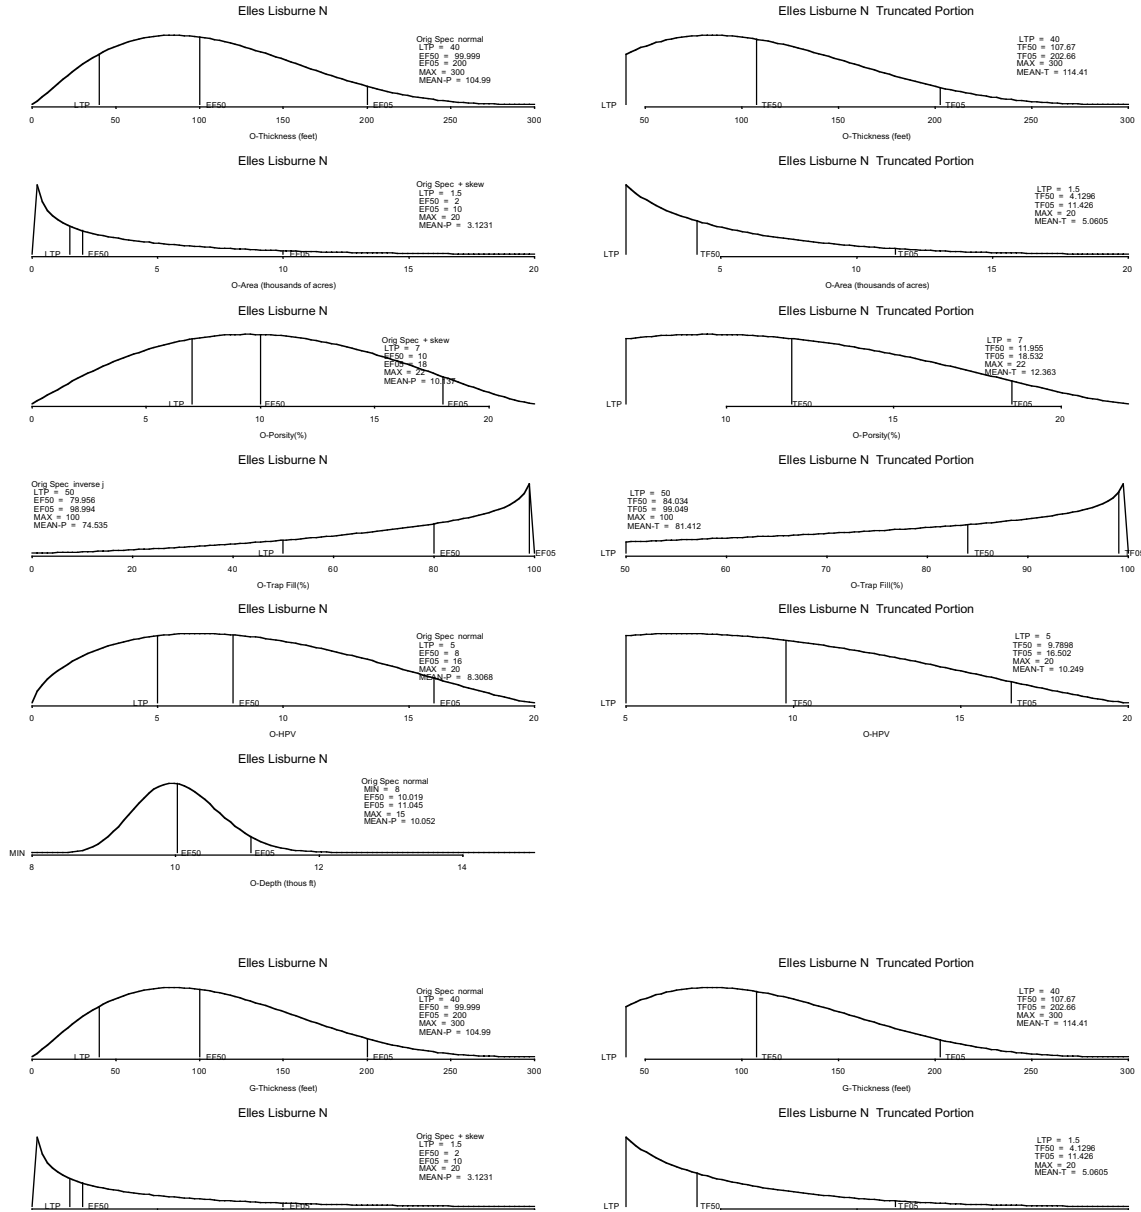 Elles Lisburne N
Orig Spec normal
LTP = 40
EF50 = 99.999
EF05 = 200
MAX = 300
MEAN-P = 104.99
LTP EF50 EF05
0 50 100 150 200 250 300
O-Thickness (feet)
Elles Lisburne N Truncated Portion
LTP = 40
TF50 = 107.67
TF05 = 202.66
MAX = 300
MEAN-T = 114.41
LTP TF50 TF05
50 100 150 200 250 300
O-Thickness (feet)
Elles Lisburne N
Orig Spec + skew
LTP = 1.5
EF50 = 2
EF05 = 10
MAX = 20
MEAN-P = 3.1231
LTP EF50 EF05
0 5 10 15 20
O-Area (thousands of acres)
Elles Lisburne N Truncated Portion
LTP = 1.5
TF50 = 4.1296
TF05 = 11.426
MAX = 20
MEAN-T = 5.0605
LTP TF50 TF05
5 10 15 20
O-Area (thousands of acres)
Elles Lisburne N
Orig Spec + skew
LTP = 7
EF50 = 10
EF05 = 18
MAX = 22
MEAN-P = 10.137
LTP EF50 EF05
0 5 10 15 20
O-Porsity(%)
Elles Lisburne N Truncated Portion
LTP = 7
TF50 = 11.955
TF05 = 18.532
MAX = 22
MEAN-T = 12.363
LTP TF50 TF05
10 15 20
O-Porsity(%)
Elles Lisburne N
Orig Spec inverse j
LTP = 50
EF50 = 79.956
EF05 = 98.994
MAX = 100
MEAN-P = 74.535
LTP EF50 EF05
0 20 40 60 80 100
O-Trap Fill(%)
Elles Lisburne N Truncated Portion
LTP = 50
TF50 = 84.034
TF05 = 99.049
MAX = 100
MEAN-T = 81.412
LTP TF50 TF05
50 60 70 80 90 100
O-Trap Fill(%)
Elles Lisburne N
Orig Spec normal
LTP = 5
EF50 = 8
EF05 = 16
MAX = 20
MEAN-P = 8.3068
LTP EF50 EF05
0 5 10 15 20
O-HPV
Elles Lisburne N Truncated Portion
LTP = 5
TF50 = 9.7898
TF05 = 16.502
MAX = 20
MEAN-T = 10.249
LTP TF50 TF05
5 10 15 20
O-HPV
Elles Lisburne N
Orig Spec normal
MIN = 8
EF50 = 10.019
EF05 = 11.045
MAX = 15
MEAN-P = 10.052
MIN EF50 EF05
8 10 12 14
O-Depth (thous ft)
Elles Lisburne N
Orig Spec normal
LTP = 40
EF50 = 99.999
EF05 = 200
MAX = 300
MEAN-P = 104.99
LTP EF50 EF05
0 50 100 150 200 250 300
G-Thickness (feet)
Elles Lisburne N Truncated Portion
LTP = 40
TF50 = 107.67
TF05 = 202.66
MAX = 300
MEAN-T = 114.41
LTP TF50 TF05
50 100 150 200 250 300
G-Thickness (feet)
Elles Lisburne N
Orig Spec + skew
LTP = 1.5
EF50 = 2
EF05 = 10
MAX = 20
MEAN-P = 3.1231
LTP EF50 EF05
Elles Lisburne N Truncated Portion
LTP = 1.5
TF50 = 4.1296
TF05 = 11.426
MAX = 20
MEAN-T = 5.0605
LTP TF50 TF05